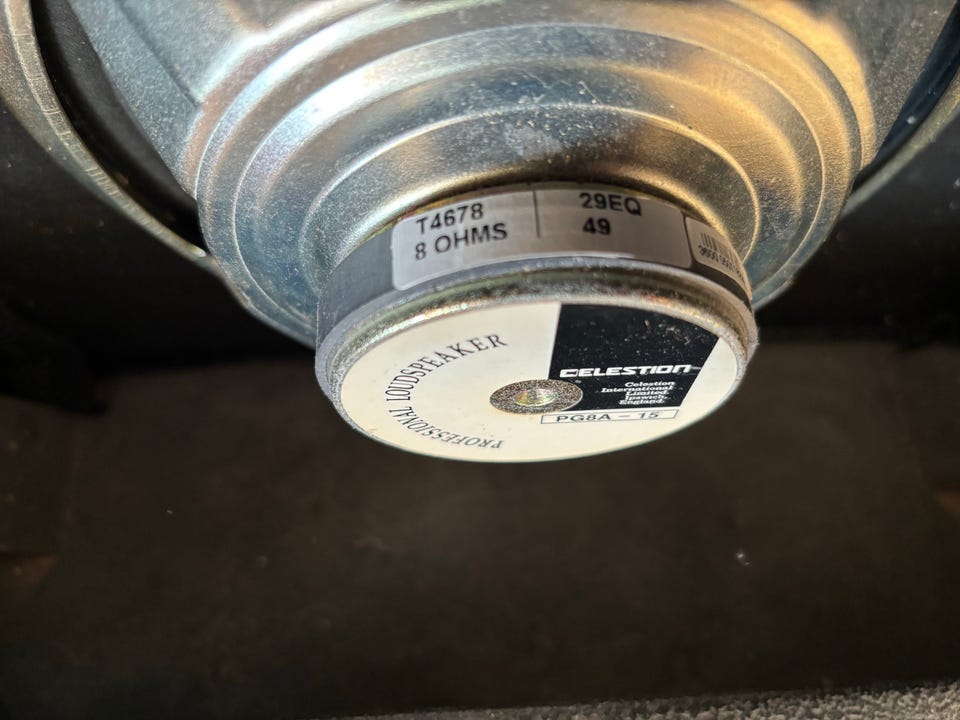 T4678
8 OHMS
29EQ
49
PROFESSIONAL LOUDSPEAKER
CELESTION
Celestion
International
Limited.
Ipswich.
England.
PG8A - 15